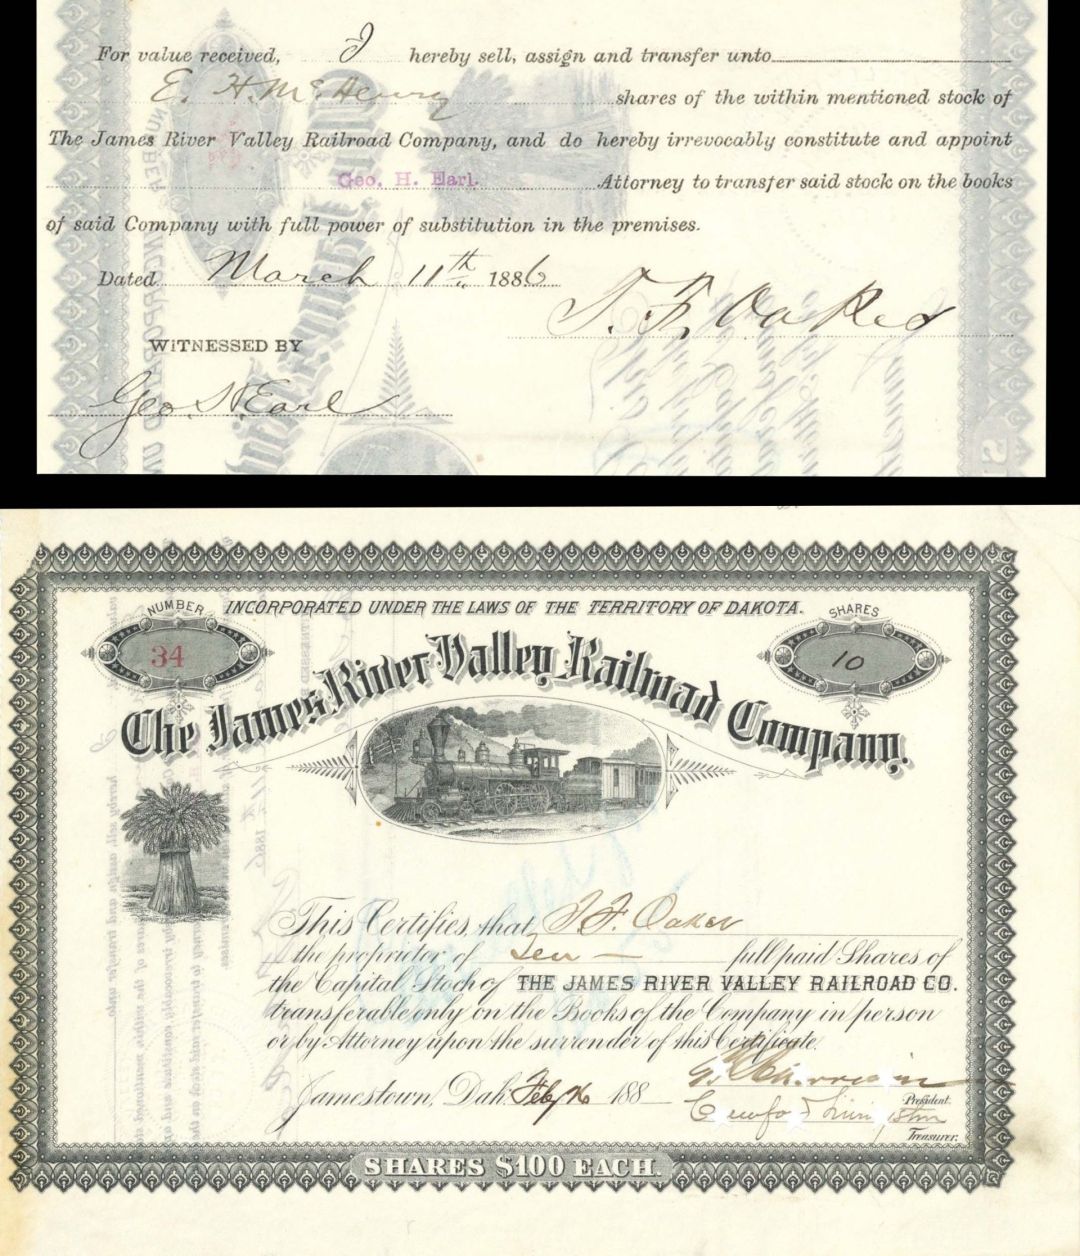 For value received, I hereby sell, assign and transfer unto
E. H. McHenry shares of the within mentioned stock of
The James River Valley Railroad Company, and do hereby irrevocably constitute and appoint
Geo. H. Earl. Attorney to transfer said stock on the books
of said Company with full power of substitution in the premises.
Dated March 11th 1886
T. F. Oakes
WITNESSED BY
Geo. H. Earl
INCORPORATED UNDER THE LAWS OF THE TERRITORY OF DAKOTA.
NUMBER
34
SHARES
10
The James River Valley Railroad Company.
This Certifies, that T. F. Oakes
the proprietor of Ten full paid Shares of
the Capital Stock of THE JAMES RIVER VALLEY RAILROAD CO.
transferable only on the Books of the Company in person
or by Attorney upon the surrender of this Certificate.
Jamestown, Dak. Feby 16 188
President.
Treasurer.
SHARES $100 EACH.